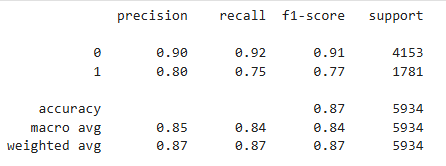 precision recall f1-score support
0 0.90 0.92 0.91 4153
1 0.80 0.75 0.77 1781
accuracy 0.87 5934
macro avg 0.85 0.84 0.84 5934
weighted avg 0.87 0.87 0.87 5934